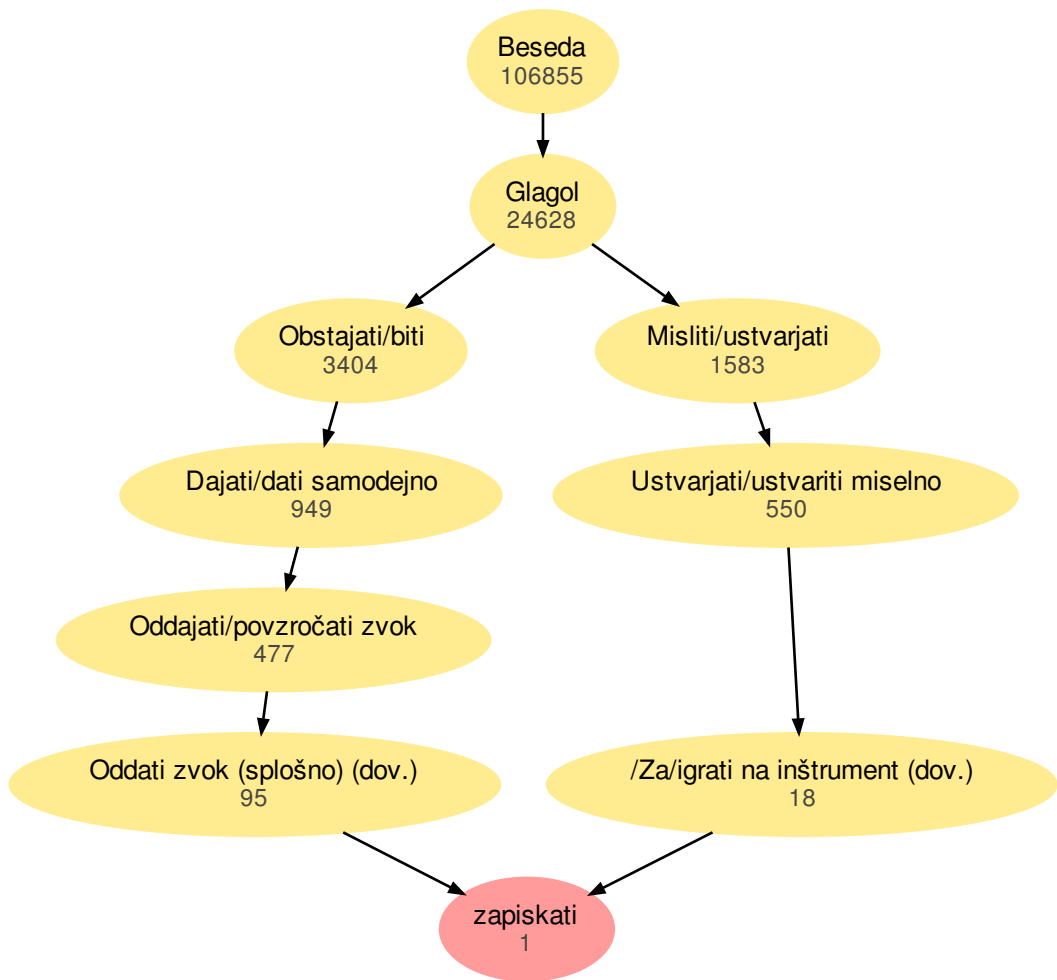 Beseda
106855
Glagol
24628
Obstajati/biti
3404
Misliti/ustvarjati
1583
Dajati/dati samodejno
949
Ustvarjati/ustvariti miselno
550
Oddajati/povzročati zvok
477
Oddati zvok (splošno) (dov.)
95
/Za/igrati na inštrument (dov.)
18
zapiskati
1